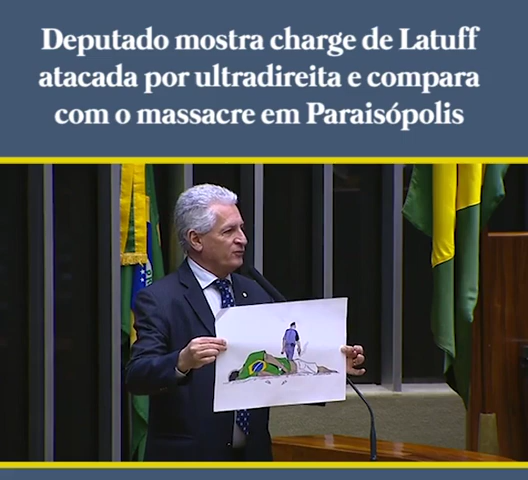 Deputado mostra charge de Latuff
atacada por ultradireita e compara
com o massacre em Paraisópolis